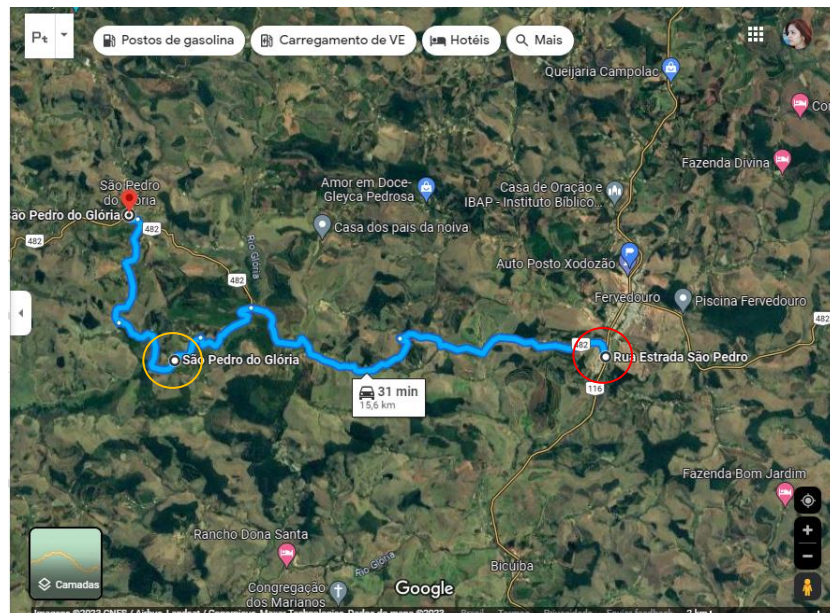 Pt
Postos de gasolina
Carregamento de VE
Hotéis
Mais
Queijaria Campolac
Fazenda Divina
São Pedro
do Glória
São Pedro do Glória
482
482
Amor em Doce-
Gleyca Pedrosa
Casa de Oração e
IBAP - Instituto Bíblico...
Casa dos pais da noiva
Rio Glória
Auto Posto Xodozão
482
Fervedouro
Piscina Fervedouro
482
482
São Pedro do Glória
Rua Estrada São Pedro
31 min
15,6 km
116
Fazenda Bom Jardim
Rancho Dona Santa
Rio Glória
Bicuíba
Camadas
Congregação
dos Marianos
Google